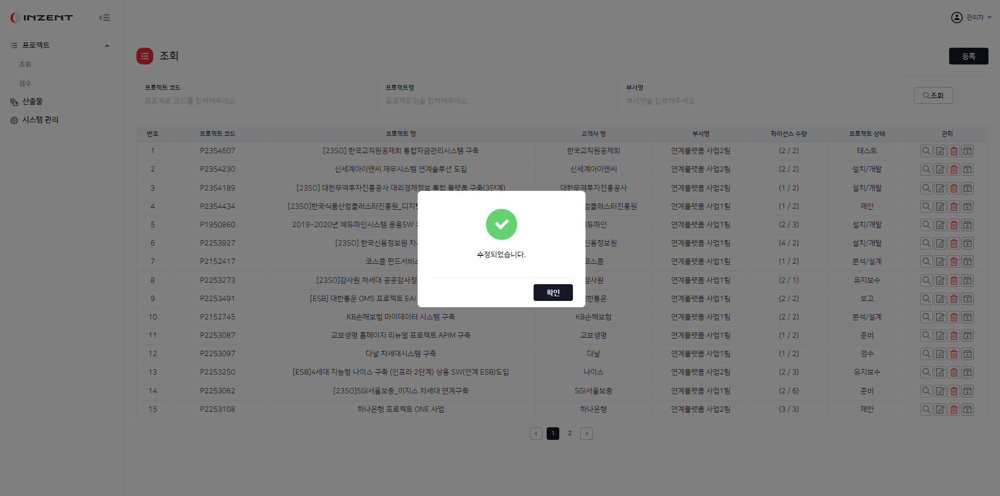 INZENT
관리자
프로젝트
조회
검수
산출물
시스템 관리
조회
등록
프로젝트 코드
프로젝트 코드를 입력해주세요.
프로젝트명
프로젝트명을 입력해주세요.
부서명
부서명을 입력해주세요
조회
번호 프로젝트 코드 프로젝트 명 고객사 명 부서명 라이선스 수량 프로젝트 상태 관리
1 P2354507 [23SO] 한국교직원공제회 통합자금관리시스템 구축 한국교직원공제회 연계플랫폼 사업2팀 (2 / 2) 테스트
2 P2354230 신세계아이앤씨 재무시스템 연계솔루션 도입 신세계아이앤씨 연계플랫폼 사업2팀 (2 / 2) 설치/개발
3 P2354189 [23SO] 대한무역투자진흥공사 대외경제정보 통합 플랫폼 구축(3단계) 대한무역투자진흥공사 연계플랫폼 사업2팀 (1 / 2) 설치/개발
4 P2354434 [23SO]한국식품산업클러스터진흥원_디지털 업클러스터진흥원 연계플랫폼 사업1팀 (1 / 2) 제안
5 P1950860 2019~2020년 에듀파인시스템 응용SW 듀파인 연계플랫폼 사업1팀 (2 / 3) 설치/개발
6 P2253927 [23SO] 한국신용정보원 차세 신용정보원 연계플랫폼 사업1팀 (4 / 2) 설치/개발
7 P2152417 코스콤 펀드서비스 코스콤 연계플랫폼 사업1팀 (1 / 2) 분석/설계
8 P2253273 [23SO]감사원 차세대 공공감사정 감사원 연계플랫폼 사업1팀 (2 / 1) 유지보수
9 P2253491 [ESB] 대한통운 OMS 프로젝트 EAI 한통운 연계플랫폼 사업1팀 (2 / 2) 보고
10 P2152745 KB손해보험 마이데이터 시스템 구축 KB손해보험 연계플랫폼 사업1팀 (2 / 2) 분석/설계
11 P2253087 교보생명 홈페이지 리뉴얼 프로젝트 APIM 구축 교보생명 연계플랫폼 사업1팀 (1 / 2) 준비
12 P2253097 다날 차세대시스템 구축 다날 연계플랫폼 사업1팀 (1 / 2) 검수
13 P2253250 [ESB]4세대 지능형 나이스 구축 (인프라 2단계) 상용 SW(연계 ESB)도입 나이스 연계플랫폼 사업2팀 (2 / 3) 유지보수
14 P2253062 [23SO]SGI서울보증_이지스 차세대 연계구축 SGI서울보증 연계플랫폼 사업1팀 (2 / 6) 준비
15 P2253108 하나은행 프로젝트 ONE 사업 하나은행 연계플랫폼 사업2팀 (3 / 3) 제안
수정되었습니다.
확인
1 2